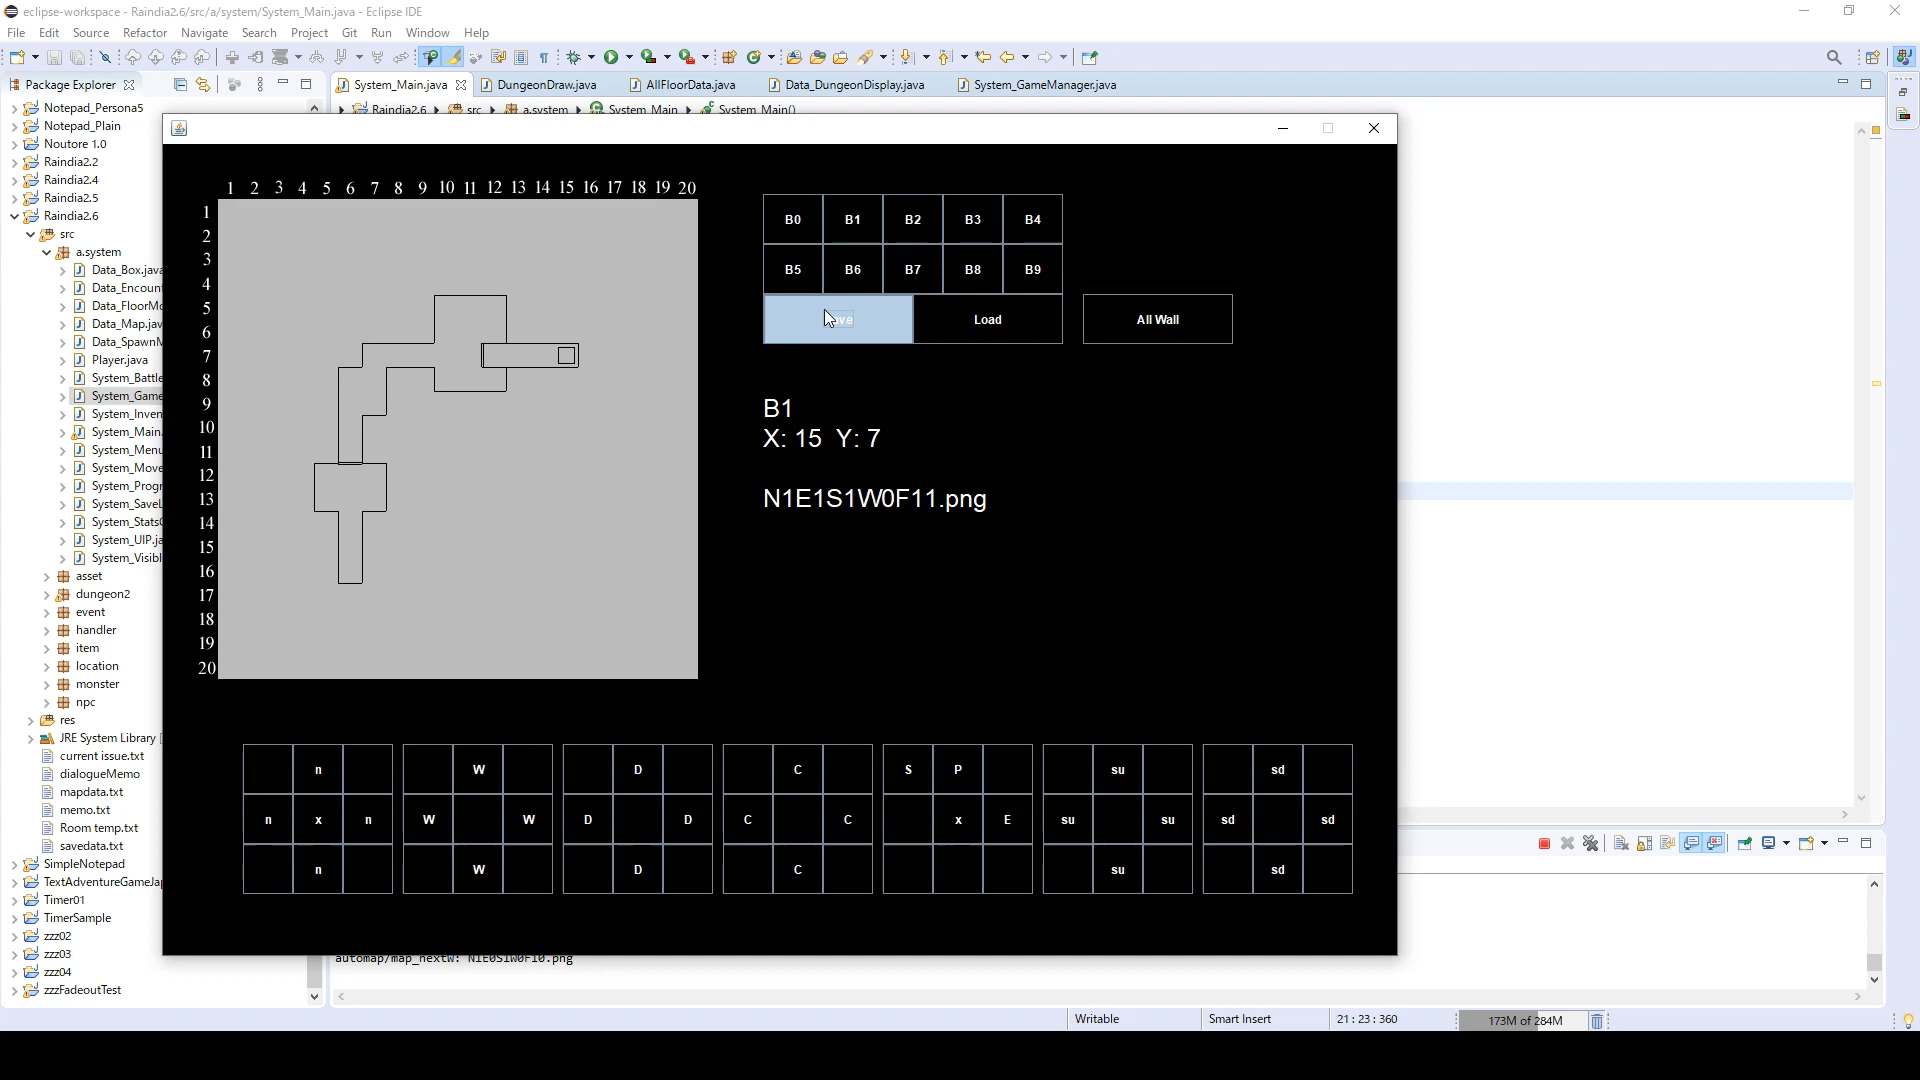 eclipse-workspace - Raindia2.6/src/a/system/System_Main.java - Eclipse IDE
File Edit Source Refactor Navigate Search Project Git Run Window Help
Package Explorer
System_Main.java DungeonDraw.java AllFloorData.java Data_DungeonDisplay.java System_GameManager.java
Raindia2.6 src a.system System_Main System_Main()
Notepad_Persona5
Notepad_Plain
Noutore 1.0
Raindia2.2
Raindia2.4
Raindia2.5
Raindia2.6
src
a.system
Data_Box.java
Data_Encoun
Data_FloorMo
Data_Map.jav
Data_SpawnM
Player.java
System_Battle
System_Game
System_Inven
System_Main.
System_Menu
System_Move
System_Progr
System_SaveL
System_StatsC
System_UIP.ja
System_Visibl
asset
dungeon2
event
handler
item
location
monster
npc
res
JRE System Library
current issue.txt
dialogueMemo
mapdata.txt
memo.txt
Room temp.txt
savedata.txt
SimpleNotepad
TextAdventureGameJap
Timer01
TimerSample
zzz02
zzz03
zzz04
zzzFadeoutTest
1 2 3 4 5 6 7 8 9 10 11 12 13 14 15 16 17 18 19 20
1
2
3
4
5
6
7
8
9
10
11
12
13
14
15
16
17
18
19
20
B0 B1 B2 B3 B4
B5 B6 B7 B8 B9
Load All Wall
B1
X: 15 Y: 7
N1E1S1W0F11.png
n W D C S P su sd
n x n W W D D C C x E su su sd sd
n W D C su sd
automap/map_nextW: N1E0S1W0F10.png
Writable Smart Insert 21 : 23 : 360 173M of 284M